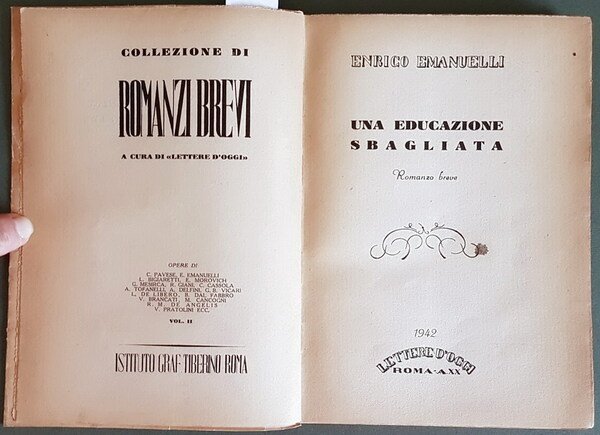 COLLEZIONE DI
ROMANZI BREVI
A CURA DI «LETTERE D'OGGI»
OPERE DI
C. PAVESE, E. EMANUELLI
L. BIGIARETTI, E. MOROVICH
G. MEMRCA, R. GIANI, C. CASSOLA
A. TOFANELLI, A. DELFINI, G. B. VICARI
L. DE LIBERO, B. DAL FABBRO
V. BRANCATI, M. CANCOGNI
R. M. DE ANGELIS
V. PRATOLINI ECC.
VOL. II
ISTITUTO GRAF·TIBERINO ROMA
ENRICO EMANUELLI
UNA EDUCAZIONE
SBAGLIATA
Romanzo breve
1942
LETTERE D'OGGI
ROMA·A XX